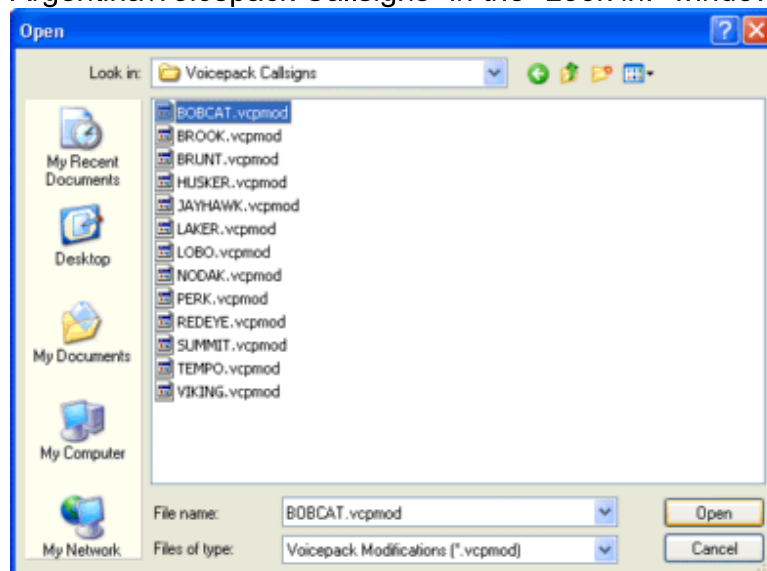 Open
Look in: Voicepack Callsigns
My Recent
Documents
Desktop
My Documents
My Computer
My Network
BOBCAT.vcpmod
BROOK.vcpmod
BRUNT.vcpmod
HUSKER.vcpmod
JAYHAWK.vcpmod
LAKER.vcpmod
LOBO.vcpmod
NODAK.vcpmod
PERK.vcpmod
REDEYE.vcpmod
SUMMIT.vcpmod
TEMPO.vcpmod
VIKING.vcpmod
File name: BOBCAT.vcpmod Open
Files of type: Voicepack Modifications (*.vcpmod) Cancel